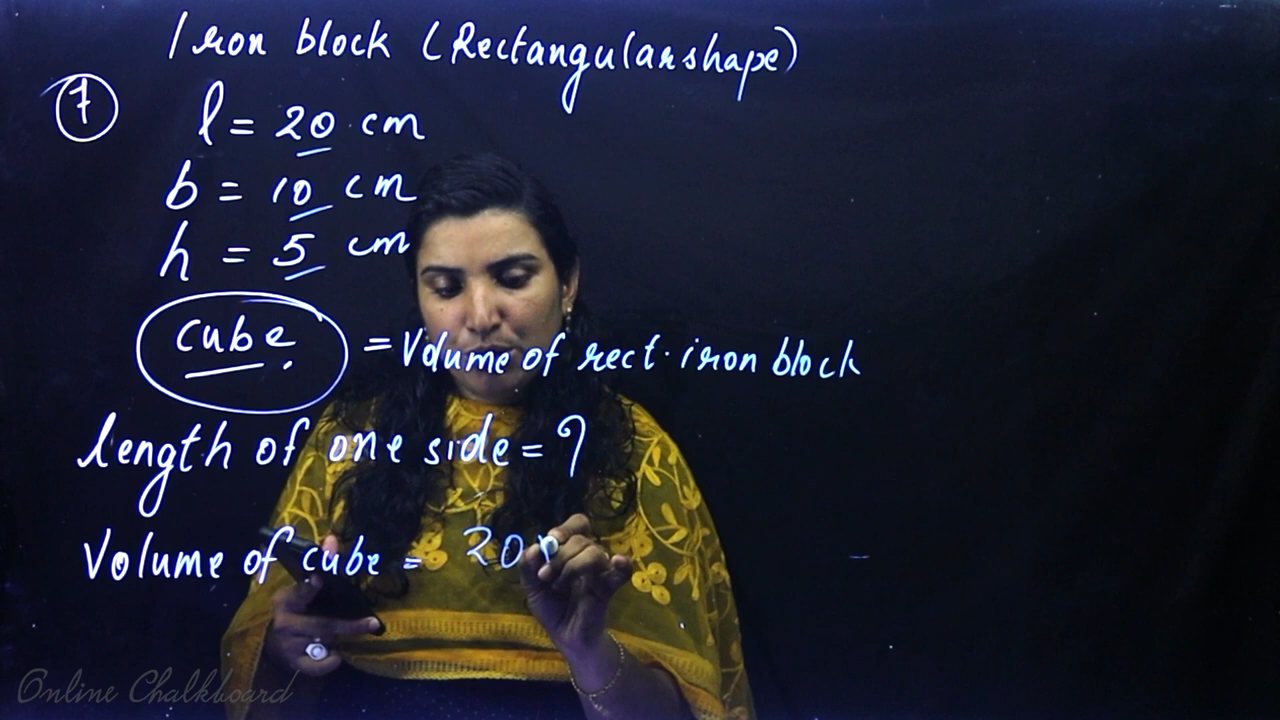 Iron block (Rectangular shape)
7
l = 20 cm
b = 10 cm
h = 5 cm
cube. = Volume of rect. iron block
length of one side = ?
Volume of cube = 20 x
Online Chalkboard